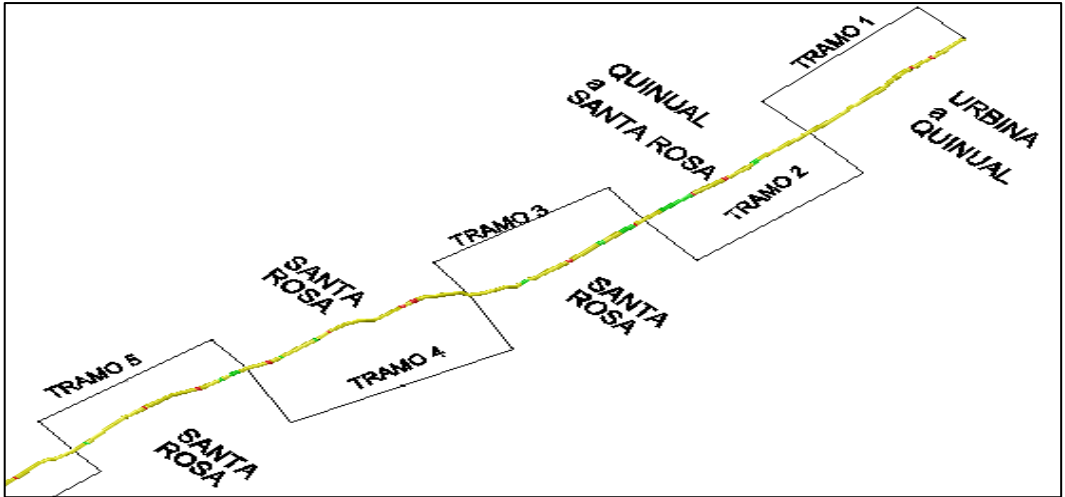 TRAMO 1
QUINUAL
a
SANTA ROSA
URBINA
a
QUINUAL
TRAMO 2
TRAMO 3
SANTA
ROSA
SANTA
ROSA
TRAMO 4
TRAMO 5
SANTA
ROSA